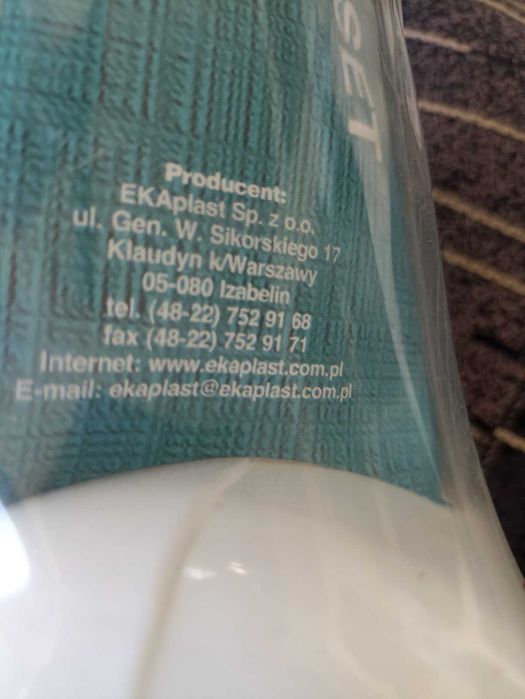 SET
Producent:
EKAplast Sp. z o.o.
ul. Gen. W. Sikorskiego 17
Klaudyn k/Warszawy
05-080 Izabelin
tel. (48-22) 752 91 68
fax (48-22) 752 91 71
Internet: www.ekaplast.com.pl
E-mail: ekaplast@ekaplast.com.pl